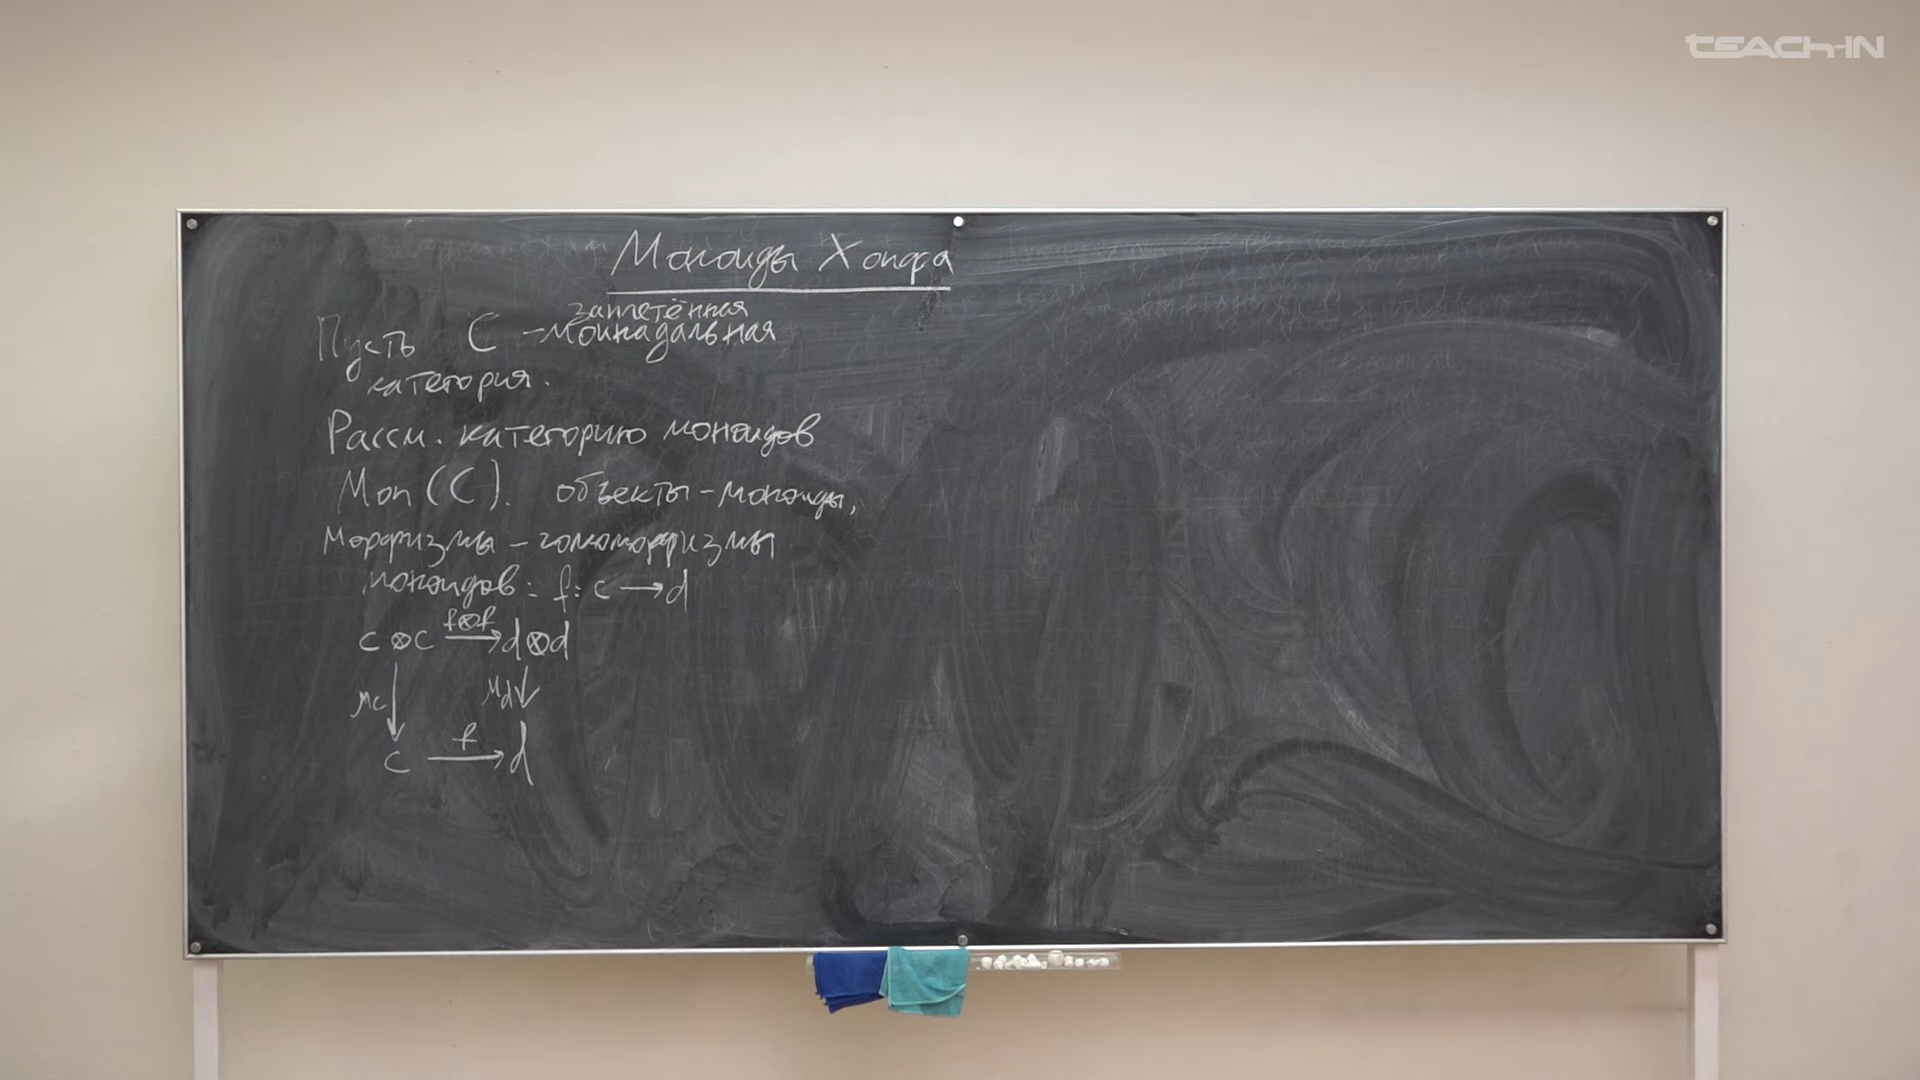 TEACH-IN
Моноиды Хопфа
заплетённая
Пусть C - моноидальная
категория.
Рассм. категорию моноидов
Mon(C). объекты - моноиды,
морфизмы - гомоморфизмы
моноидов: f: c → d
f⊗f
c⊗c → d⊗d
μc μd
f
c → d